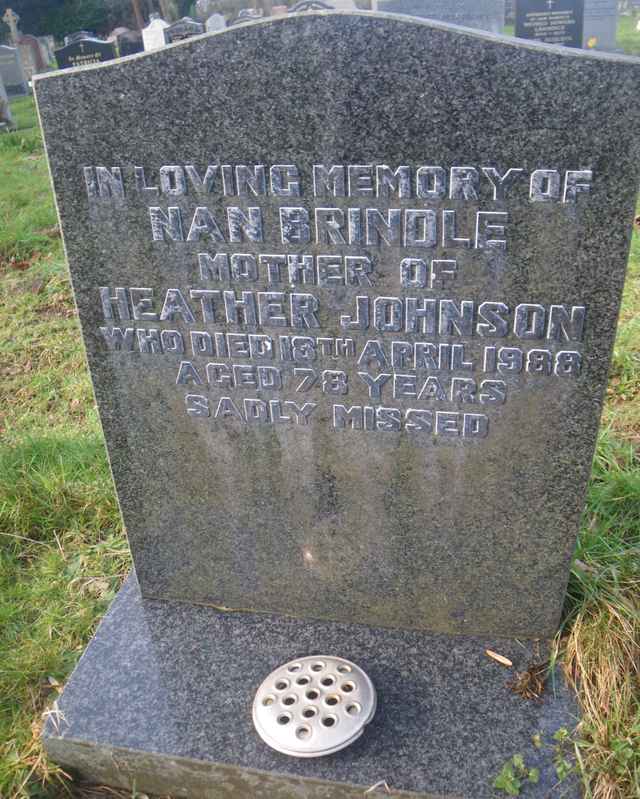 IN LOVING MEMORY OF
NAN BRINDLE
MOTHER OF
HEATHER JOHNSON
WHO DIED 18TH APRIL 1988
AGED 78 YEARS
SADLY MISSED